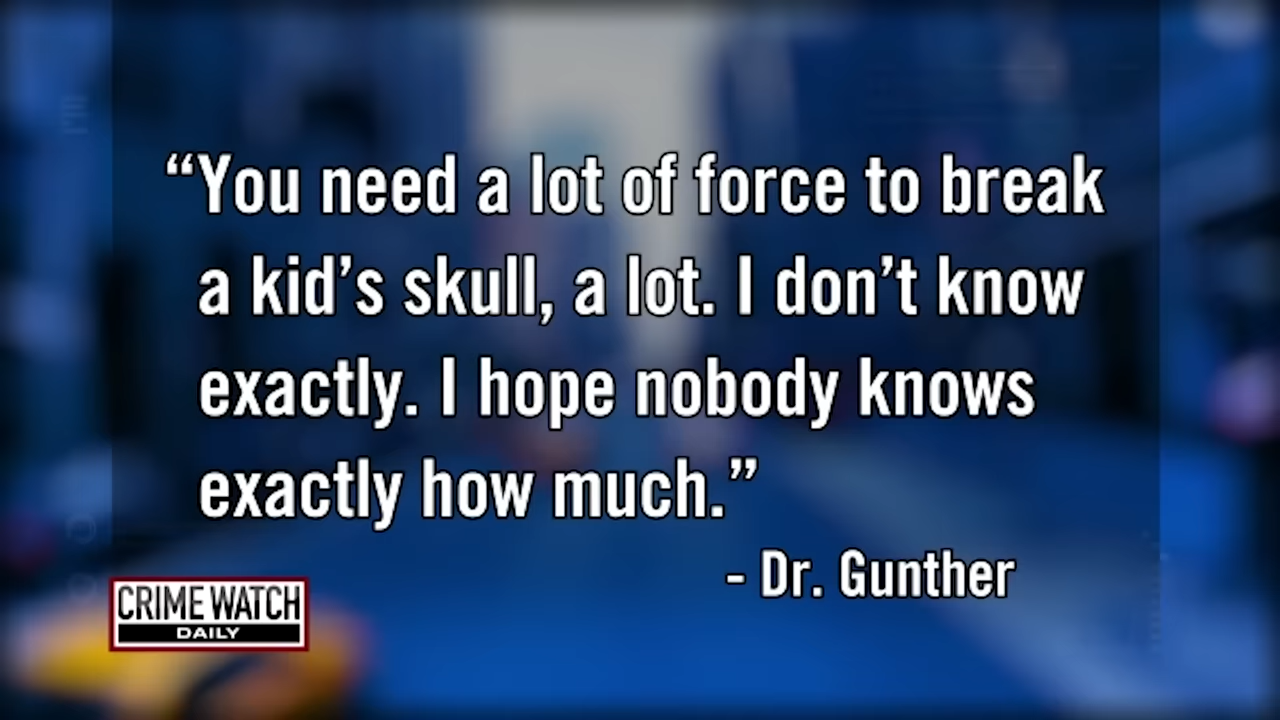 “You need a lot of force to break
a kid’s skull, a lot. I don’t know
exactly. I hope nobody knows
exactly how much.”
- Dr. Gunther
CRIME WATCH
DAILY